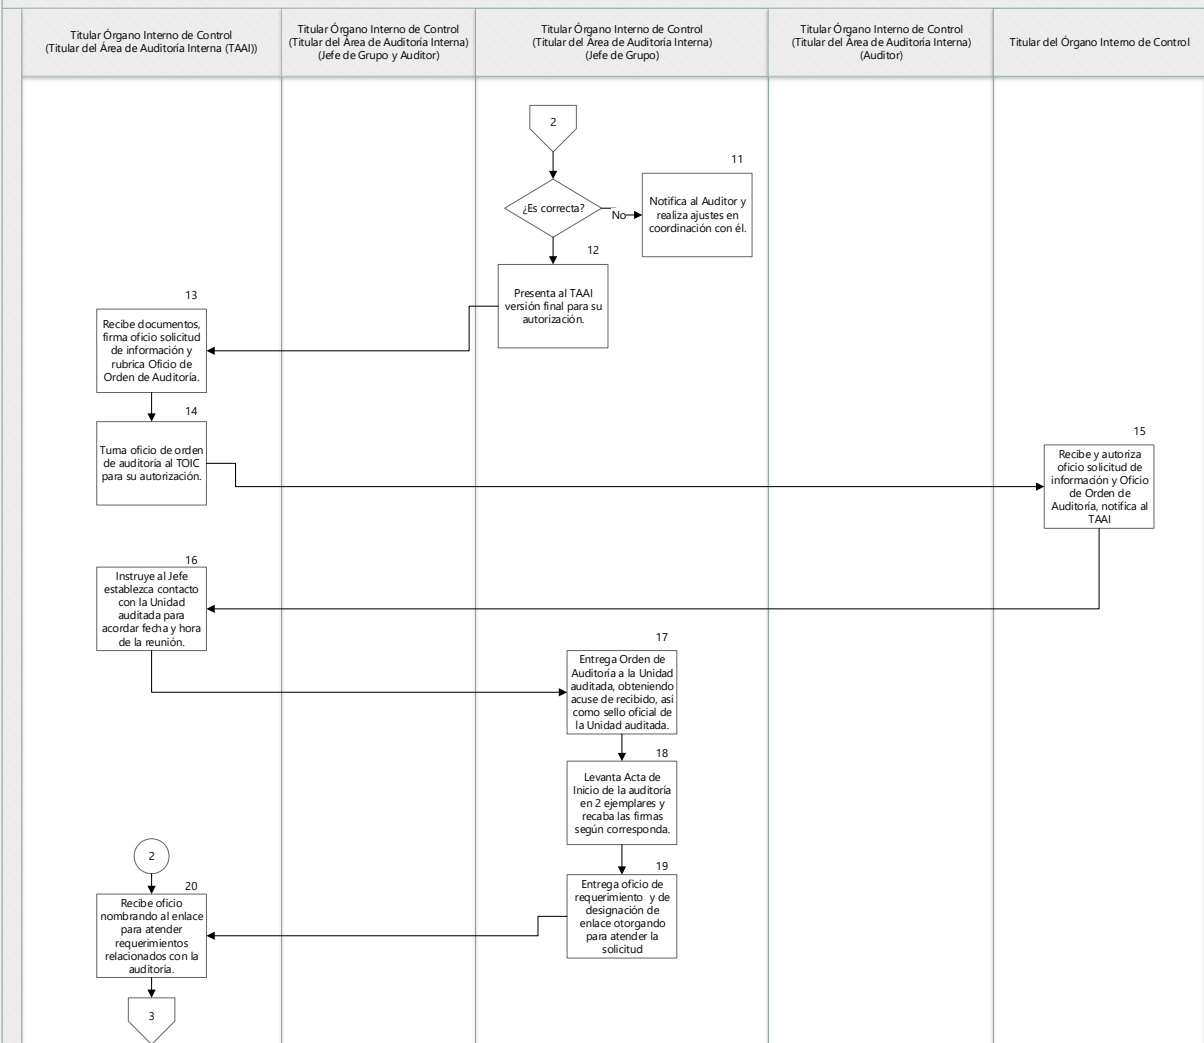 Titular Órgano Interno de Control
(Titular del Área de Auditoría Interna (TAAI))
Titular Órgano Interno de Control
(Titular del Área de Auditoría Interna)
(Jefe de Grupo y Auditor)
Titular Órgano Interno de Control
(Titular del Área de Auditoría Interna)
(Jefe de Grupo)
Titular Órgano Interno de Control
(Titular del Área de Auditoría Interna)
(Auditor)
Titular del Órgano Interno de Control
2
¿Es correcta?
No
11
Notifica al Auditor y
realiza ajustes en
coordinación con él.
12
Presenta al TAAI
versión final para su
autorización.
13
Recibe documentos,
firma oficio solicitud
de información y
rubrica Oficio de
Orden de Auditoría.
14
Turna oficio de orden
de auditoría al TOIC
para su autorización.
15
Recibe y autoriza
oficio solicitud de
información y Oficio
de Orden de
Auditoría, notifica al
TAAI
16
Instruye al Jefe
establezca contacto
con la Unidad
auditada para
acordar fecha y hora
de la reunión.
17
Entrega Orden de
Auditoría a la Unidad
auditada, obteniendo
acuse de recibido, así
como sello oficial de
la Unidad auditada.
18
Levanta Acta de
Inicio de la auditoría
en 2 ejemplares y
recaba las firmas
según corresponda.
19
Entrega oficio de
requerimiento y de
designación de
enlace otorgando
para atender la
solicitud
2
20
Recibe oficio
nombrando al enlace
para atender
requerimientos
relacionados con la
auditoría.
3